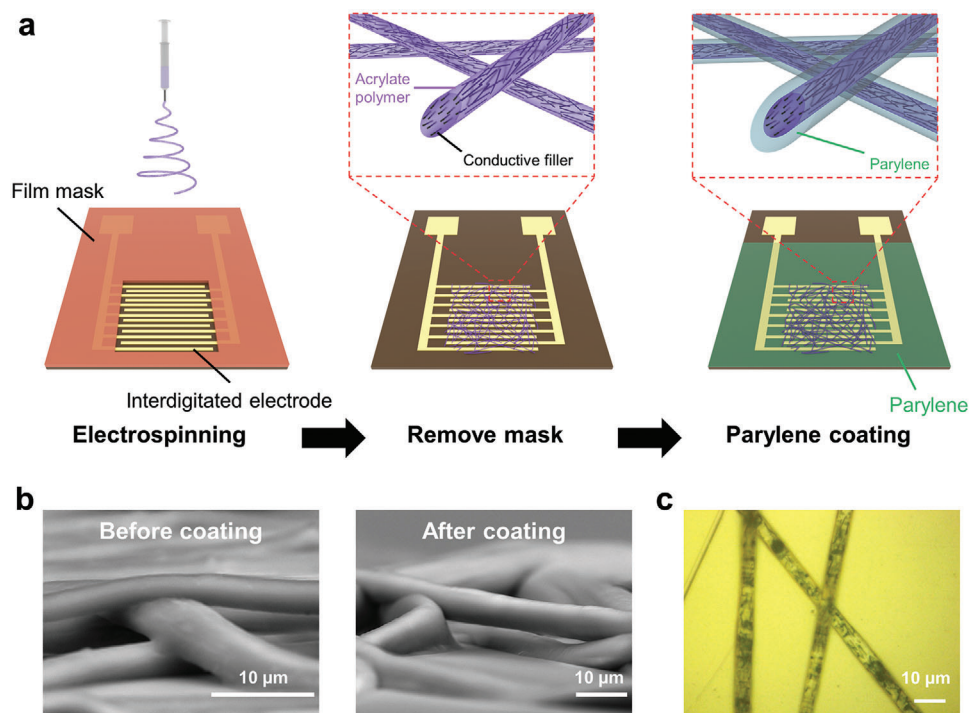 a
Acrylate
polymer
Conductive filler
Parylene
Film mask
Interdigitated electrode
Parylene
Electrospinning
Remove mask
Parylene coating
b
Before coating
10 µm
After coating
10 µm
c
10 µm